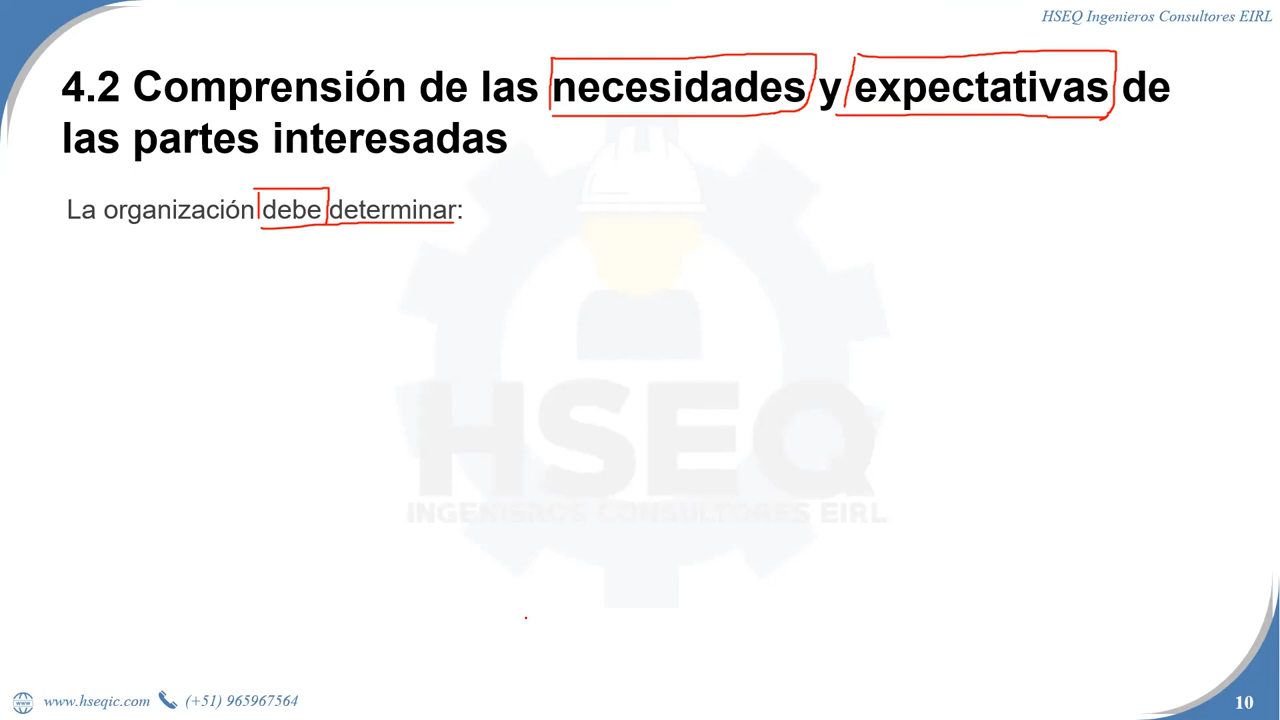 HSEQ Ingenieros Consultores EIRL
4.2 Comprensión de las necesidades y expectativas de
las partes interesadas
La organización debe determinar:
HSEQ
INGENIEROS CONSULTORES EIRL
www.hseqic.com (+51) 965967564
10